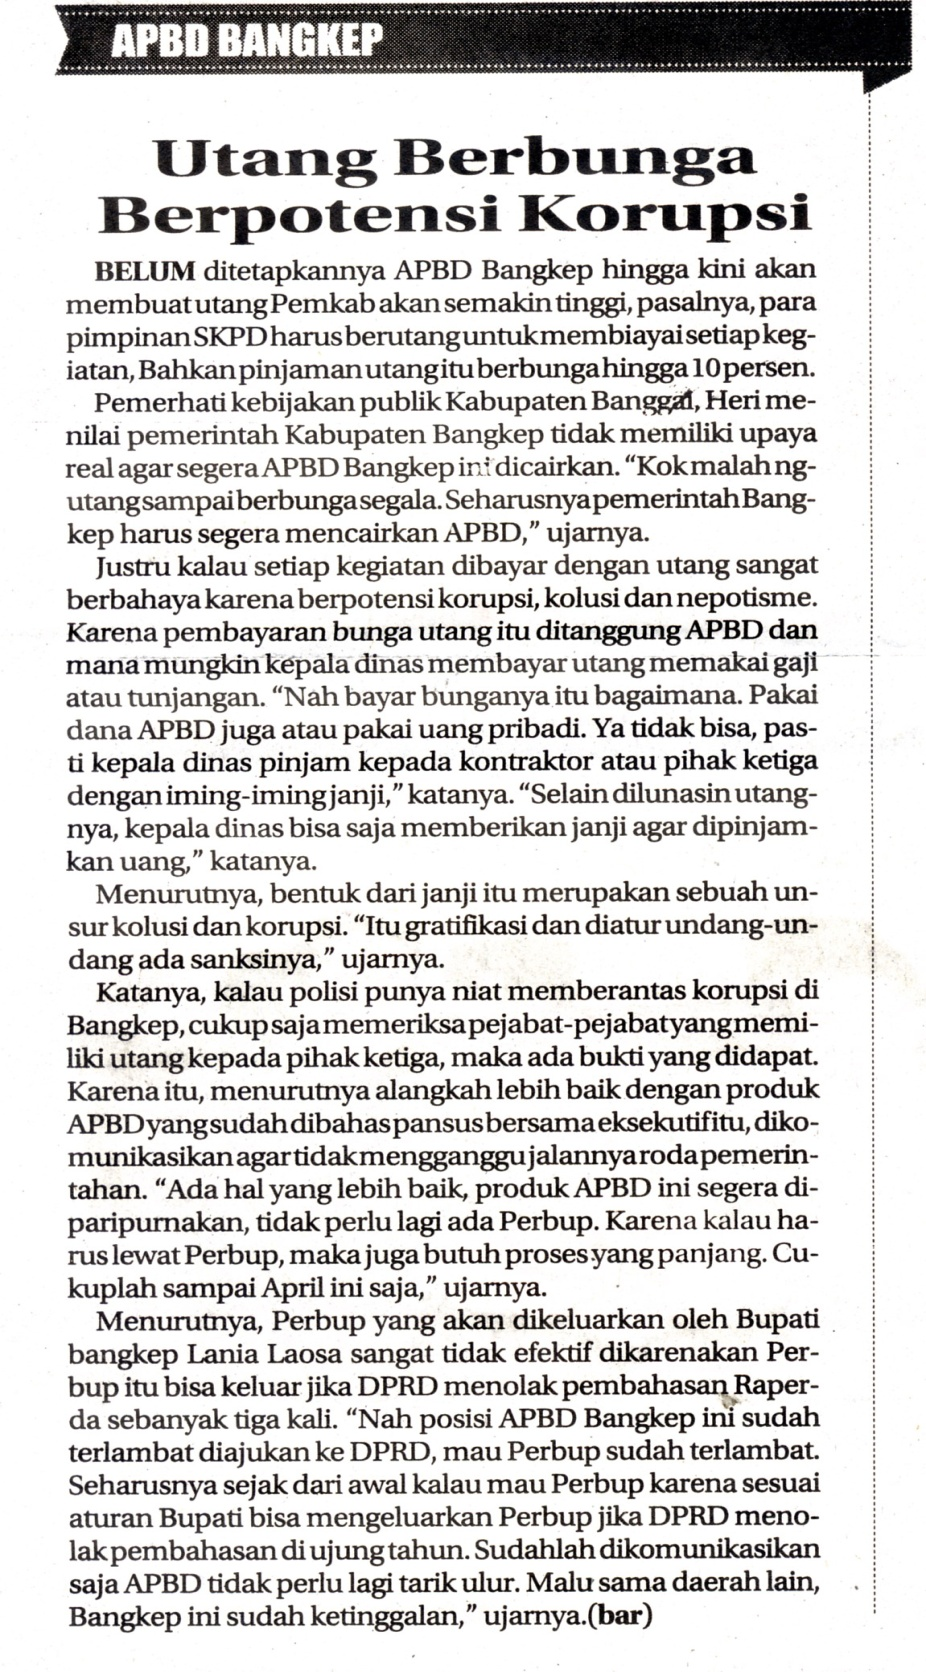 APBD BANGKEP
Utang Berbunga
Berpotensi Korupsi
BELUM ditetapkannya APBD Bangkep hingga kini akan
membuat utang Pemkab akan semakin tinggi, pasalnya, para
pimpinan SKPD harus berutang untuk membiayai setiap keg-
iatan, Bahkan pinjaman utang itu berbunga hingga 10 persen.
Pemerhati kebijakan publik Kabupaten Banggai, Heri me-
nilai pemerintah Kabupaten Bangkep tidak memiliki upaya
real agar segera APBD Bangkep ini dicairkan. “Kok malah ng-
utang sampai berbunga segala. Seharusnya pemerintah Bang-
kep harus segera mencairkan APBD,” ujarnya.
Justru kalau setiap kegiatan dibayar dengan utang sangat
berbahaya karena berpotensi korupsi, kolusi dan nepotisme.
Karena pembayaran bunga utang itu ditanggung APBD dan
mana mungkin kepala dinas membayar utang memakai gaji
atau tunjangan. “Nah bayar bunganya itu bagaimana. Pakai
dana APBD juga atau pakai uang pribadi. Ya tidak bisa, pas-
ti kepala dinas pinjam kepada kontraktor atau pihak ketiga
dengan iming-iming janji,” katanya. “Selain dilunasin utang-
nya, kepala dinas bisa saja memberikan janji agar dipinjam-
kan uang,” katanya.
Menurutnya, bentuk dari janji itu merupakan sebuah un-
sur kolusi dan korupsi. “Itu gratifikasi dan diatur undang-un-
dang ada sanksinya,” ujarnya.
Katanya, kalau polisi punya niat memberantas korupsi di
Bangkep, cukup saja memeriksa pejabat-pejabat yang memi-
liki utang kepada pihak ketiga, maka ada bukti yang didapat.
Karena itu, menurutnya alangkah lebih baik dengan produk
APBD yang sudah dibahas pansus bersama eksekutif itu, diko-
munikasikan agar tidak mengganggu jalannya roda pemerin-
tahan. “Ada hal yang lebih baik, produk APBD ini segera di-
paripurnakan, tidak perlu lagi ada Perbup. Karena kalau ha-
rus lewat Perbup, maka juga butuh proses yang panjang. Cu-
kuplah sampai April ini saja,” ujarnya.
Menurutnya, Perbup yang akan dikeluarkan oleh Bupati
bangkep Lania Laosa sangat tidak efektif dikarenakan Per-
bup itu bisa keluar jika DPRD menolak pembahasan Raper-
da sebanyak tiga kali. “Nah posisi APBD Bangkep ini sudah
terlambat diajukan ke DPRD, mau Perbup sudah terlambat.
Seharusnya sejak dari awal kalau mau Perbup karena sesuai
aturan Bupati bisa mengeluarkan Perbup jika DPRD meno-
lak pembahasan di ujung tahun. Sudahlah dikomunikasikan
saja APBD tidak perlu lagi tarik ulur. Malu sama daerah lain,
Bangkep ini sudah ketinggalan,” ujarnya.(bar)